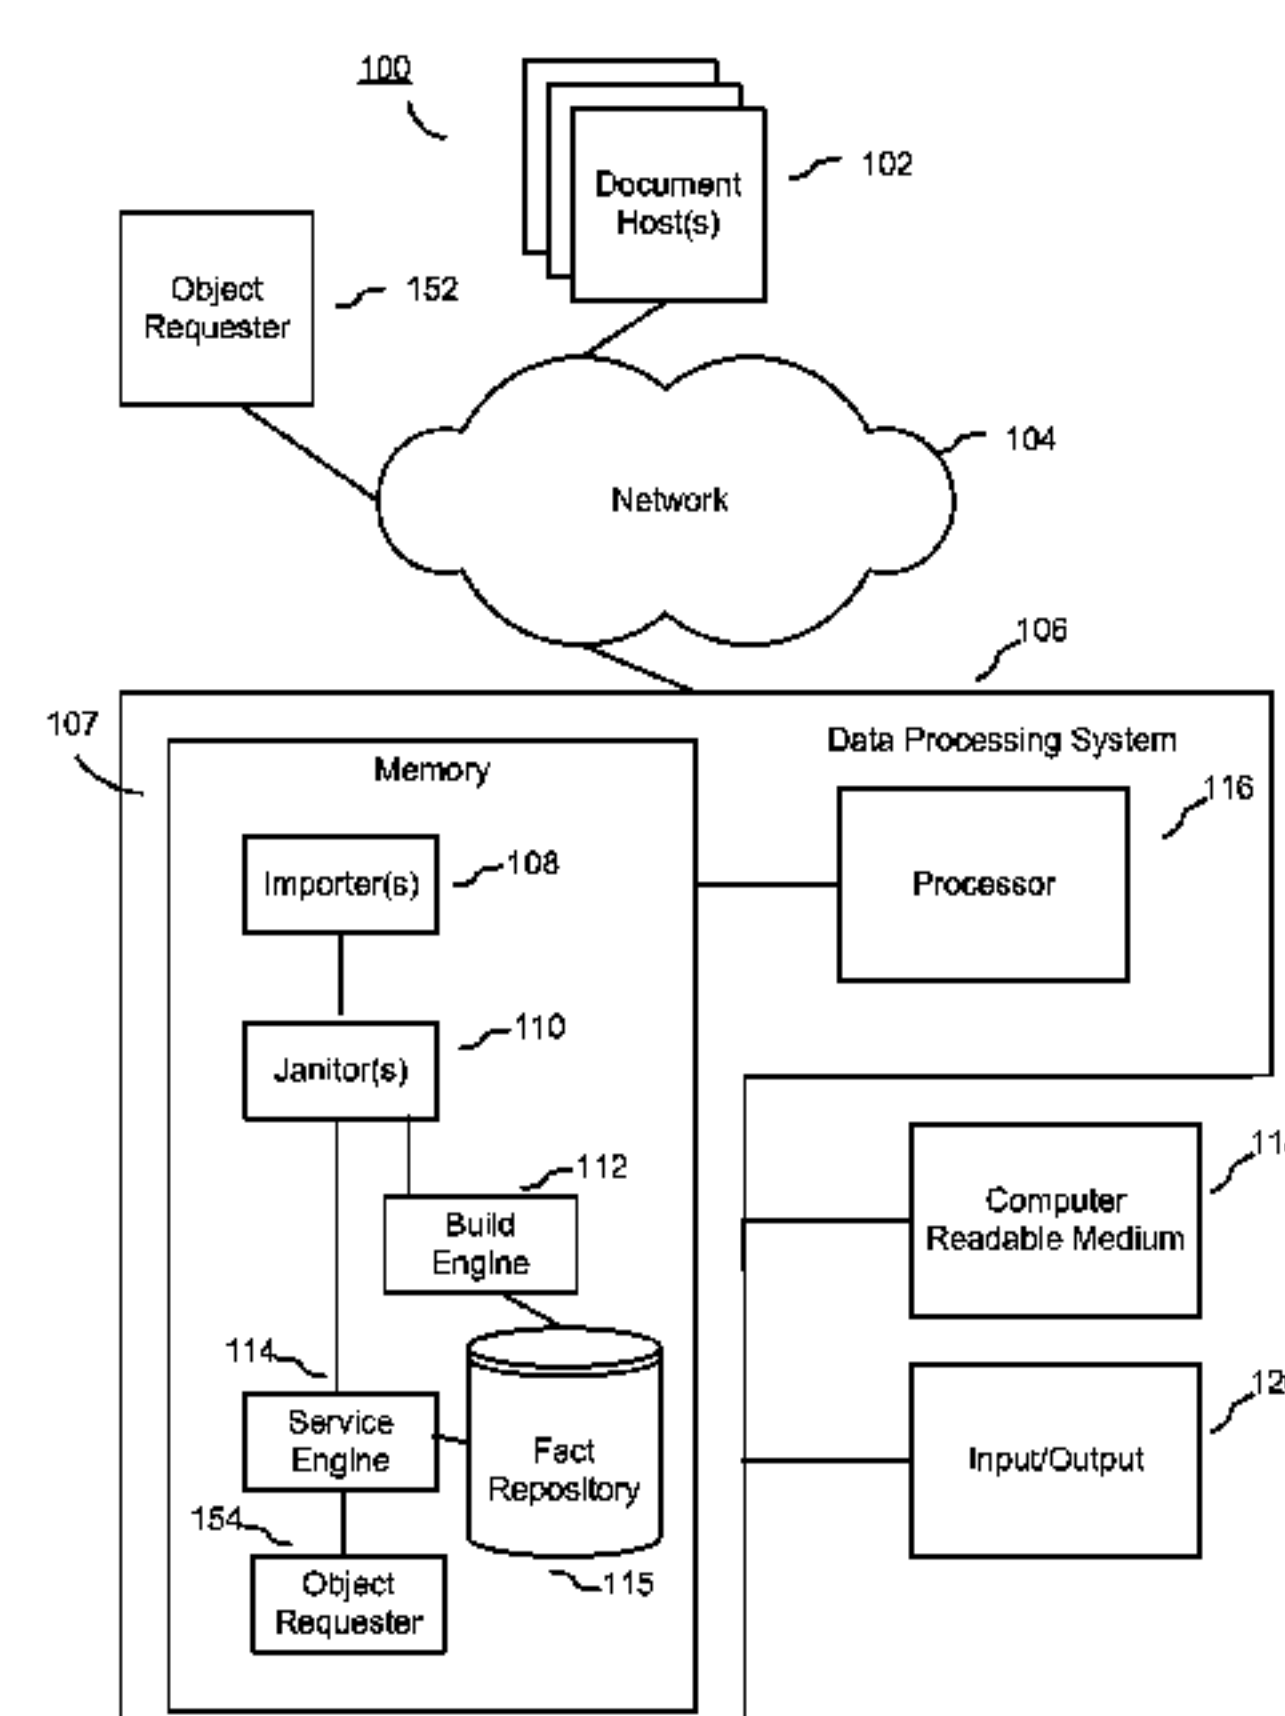 100
Document
Host(s)
102
Object
Requester
152
104
Network
106
107
Data Processing System
Memory
116
Importer(s)
108
Processor
Janitor(s)
110
112
Build
Engine
Computer
Readable Medium
114
Service
Engine
Fact
Repository
Input/Output
154
115
Object
Requester